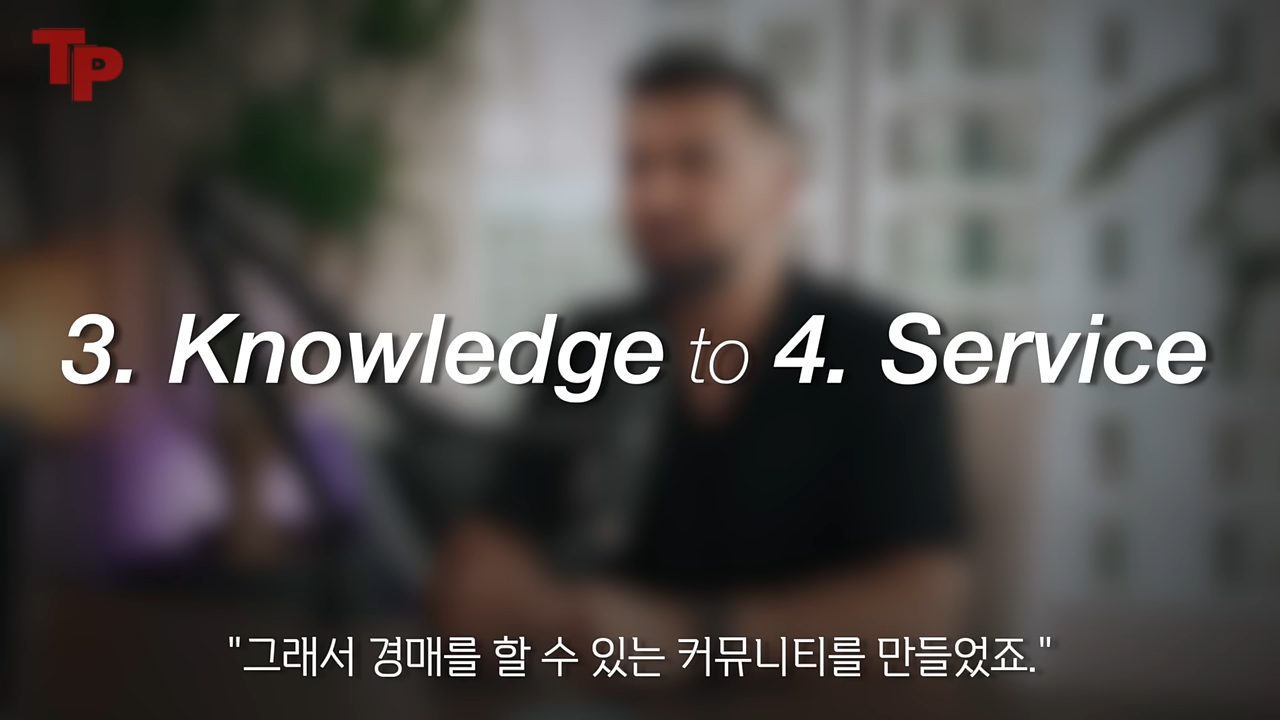 TP
3. Knowledge to 4. Service
"그래서 경매를 할 수 있는 커뮤니티를 만들었죠."